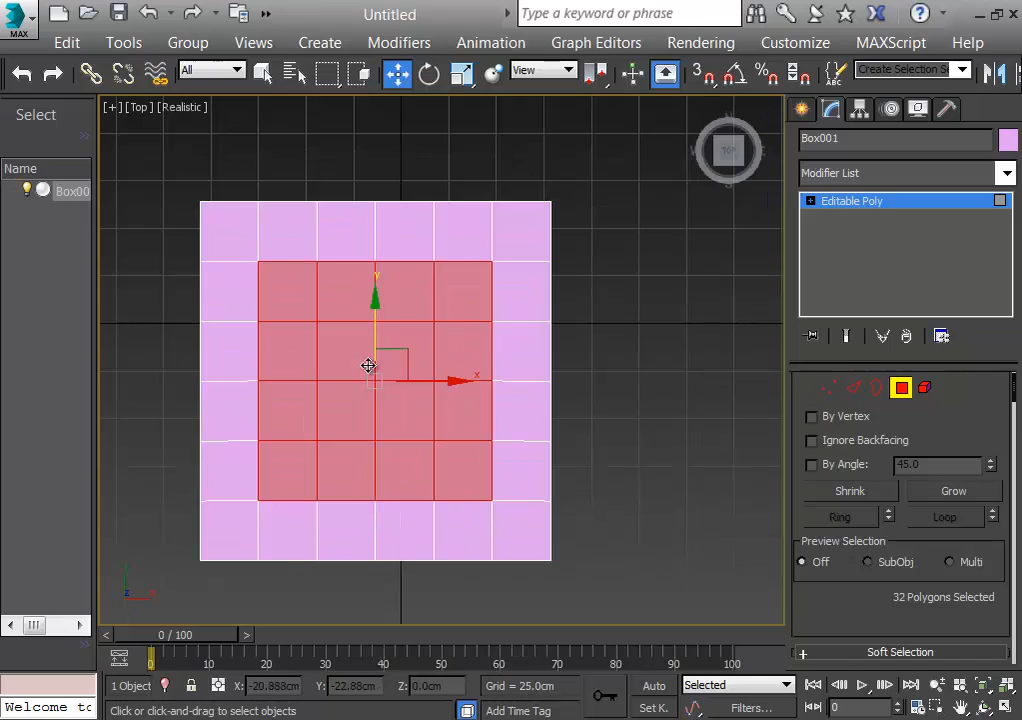 MAX
Untitled
Type a keyword or phrase
Edit Tools Group Views Create Modifiers Animation Graph Editors Rendering Customize MAXScript Help
All
View
3
Create Selection Se
Select
[+] [Top ] [Realistic ]
TOP
Box001
Name
Modifier List
Box00
Editable Poly
y
x
By Vertex
Ignore Backfacing
By Angle: 45.0
Shrink Grow
Ring Loop
Preview Selection
Off SubObj Multi
32 Polygons Selected
z x
0 / 100
Soft Selection
0 10 20 30 40 50 60 70 80 90 100
1 Object X: -20.888cm Y: -22.88cm Z: 0.0cm Grid = 25.0cm Auto Selected
Welcome to Click or click-and-drag to select objects Add Time Tag Set K. Filters... 0